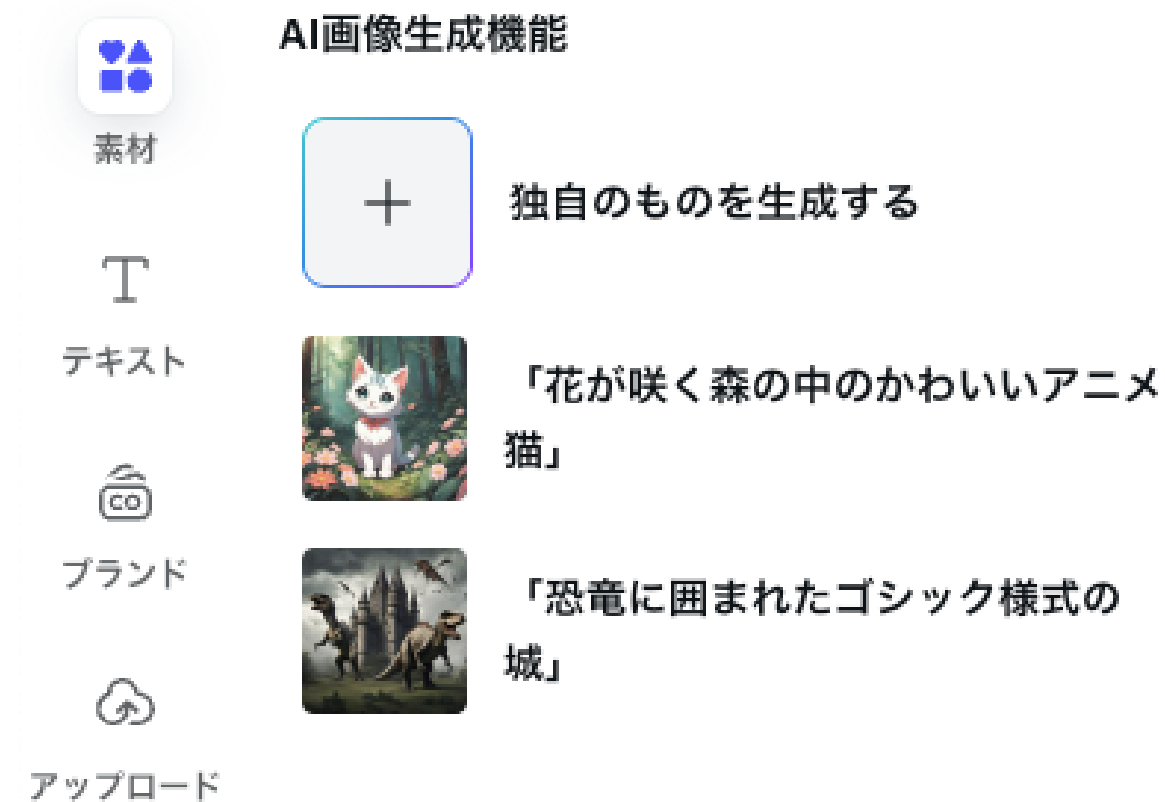 AI画像生成機能
素材
独自のものを生成する
テキスト
「花が咲く森の中のかわいいアニメ
猫」
CO
ブランド
「恐竜に囲まれたゴシック様式の
城」
アップロード